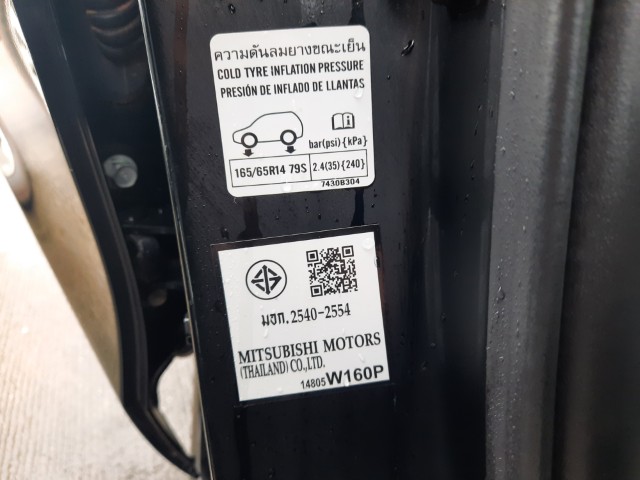 ความดันลมยางขณะเย็น
COLD TYRE INFLATION PRESSURE
PRESIÓN DE INFLADO DE LLANTAS
bar(psi){kPa}
165/65R14 79S 2.4(35){240}
7430B304
มอก.2540-2554
MITSUBISHI MOTORS
(THAILAND) CO.,LTD.
14805 W160P